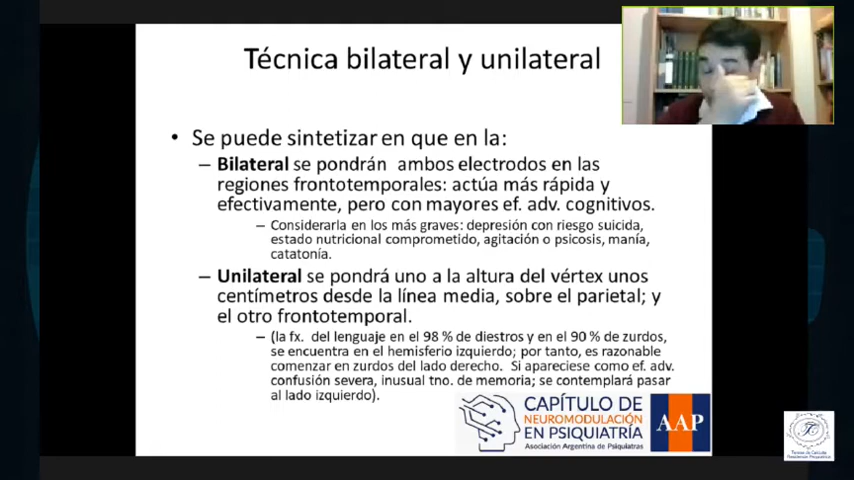 Técnica bilateral y unilateral
• Se puede sintetizar en que en la:
– Bilateral se pondrán ambos electrodos en las
regiones frontotemporales: actúa más rápida y
efectivamente, pero con mayores ef. adv. cognitivos.
– Considerarla en los más graves: depresión con riesgo suicida,
estado nutricional comprometido, agitación o psicosis, manía,
catatonía.
– Unilateral se pondrá uno a la altura del vértex unos
centímetros desde la línea media, sobre el parietal; y
el otro frontotemporal.
– (la fx. del lenguaje en el 98 % de diestros y en el 90 % de zurdos,
se encuentra en el hemisferio izquierdo; por tanto, es razonable
comenzar en zurdos del lado derecho. Si apareciese como ef. adv.
confusión severa, inusual tno. de memoria; se contemplará pasar
al lado izquierdo).
CAPÍTULO DE
NEUROMODULACIÓN
EN PSIQUIATRÍA
Asociación Argentina de Psiquiatras
AAP